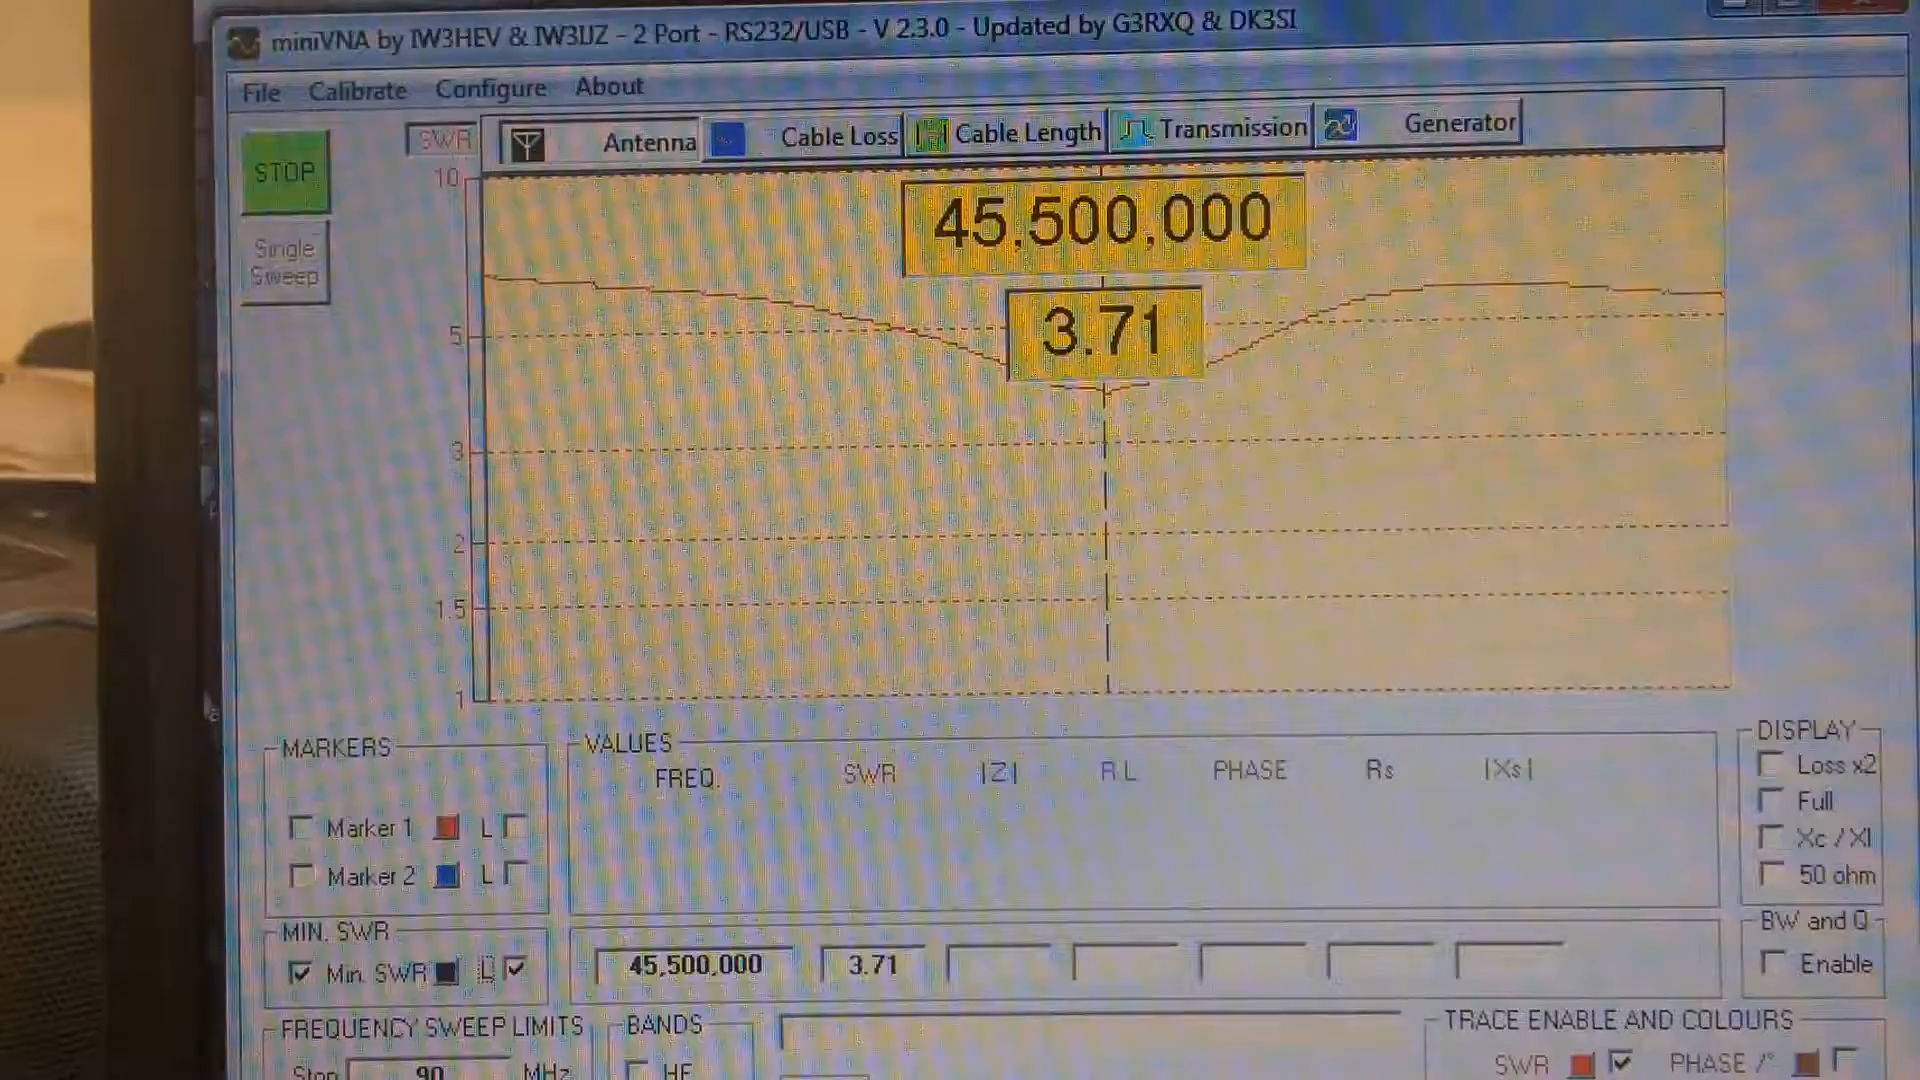 miniVNA by IW3HEV & IW3IJZ - 2 Port - RS232/USB - V 2.3.0 - Updated by G3RXQ & DK3SI
File Calibrate Configure About
STOP
Single
Sweep
SWR
Antenna Cable Loss Cable Length Transmission Generator
10
5
3
2
1.5
1
45,500,000
3.71
MARKERS
Marker 1 L
Marker 2 L
VALUES
FREQ. SWR |Z| R L PHASE Rs |Xs|
DISPLAY
Loss x2
Full
Xc / Xl
50 ohm
MIN. SWR
Min. SWR L
45,500,000 3.71
BW and Q
Enable
FREQUENCY SWEEP LIMITS
Stop 90 MHz
BANDS
HF
TRACE ENABLE AND COLOURS
SWR PHASE /°